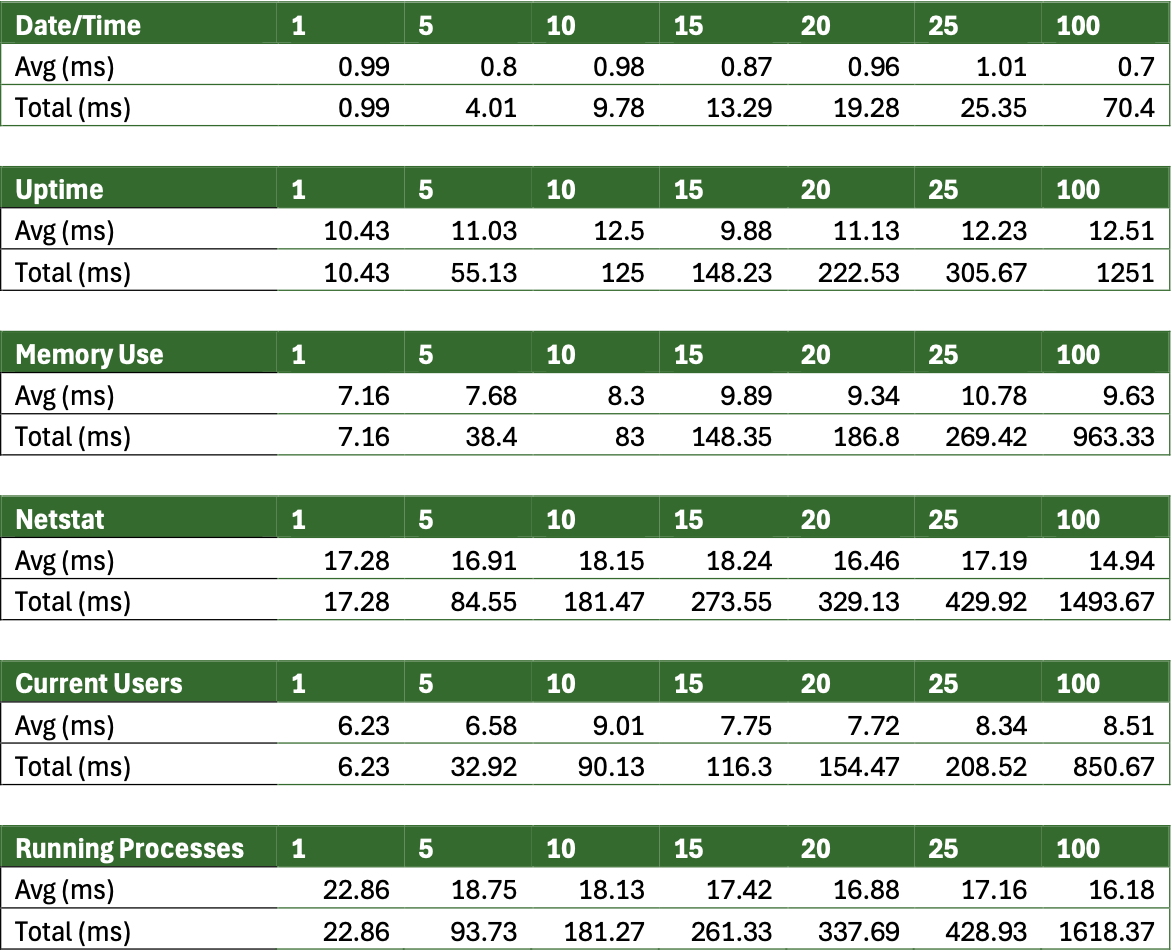 Date/Time 1 5 10 15 20 25 100
Avg (ms) 0.99 0.8 0.98 0.87 0.96 1.01 0.7
Total (ms) 0.99 4.01 9.78 13.29 19.28 25.35 70.4
Uptime 1 5 10 15 20 25 100
Avg (ms) 10.43 11.03 12.5 9.88 11.13 12.23 12.51
Total (ms) 10.43 55.13 125 148.23 222.53 305.67 1251
Memory Use 1 5 10 15 20 25 100
Avg (ms) 7.16 7.68 8.3 9.89 9.34 10.78 9.63
Total (ms) 7.16 38.4 83 148.35 186.8 269.42 963.33
Netstat 1 5 10 15 20 25 100
Avg (ms) 17.28 16.91 18.15 18.24 16.46 17.19 14.94
Total (ms) 17.28 84.55 181.47 273.55 329.13 429.92 1493.67
Current Users 1 5 10 15 20 25 100
Avg (ms) 6.23 6.58 9.01 7.75 7.72 8.34 8.51
Total (ms) 6.23 32.92 90.13 116.3 154.47 208.52 850.67
Running Processes 1 5 10 15 20 25 100
Avg (ms) 22.86 18.75 18.13 17.42 16.88 17.16 16.18
Total (ms) 22.86 93.73 181.27 261.33 337.69 428.93 1618.37